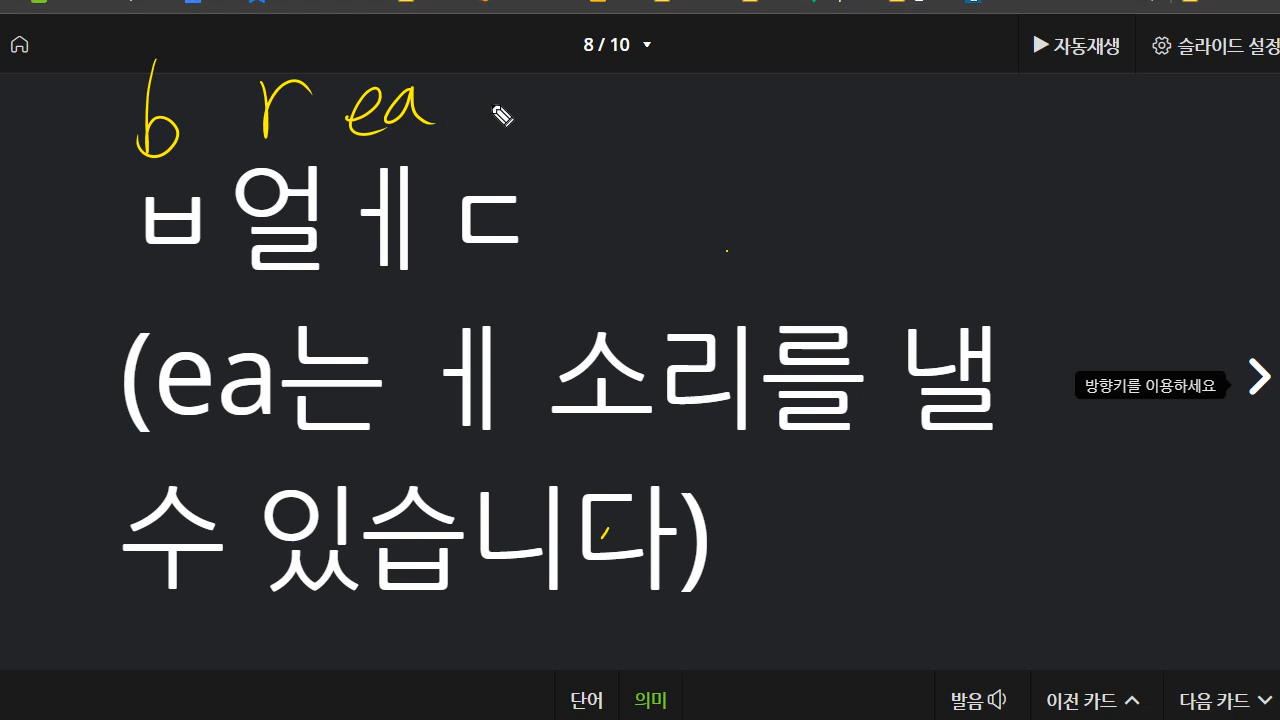 8 / 10
자동재생
슬라이드 설정
b r ea
ㅂ얼ㅔㄷ
(ea는 ㅔ 소리를 낼
방향키를 이용하세요
수 있습니다)
단어
의미
발음
이전 카드
다음 카드